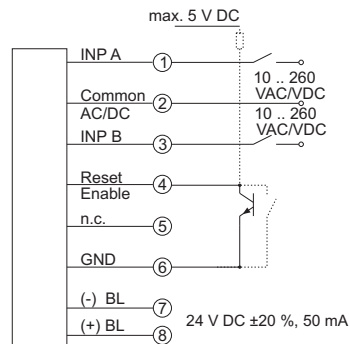 max. 5 V DC
INP A
1
10 .. 260
VAC/VDC
Common
AC/DC
2
10 .. 260
VAC/VDC
INP B
3
Reset
Enable
4
n.c.
5
GND
6
(-) BL
7
24 V DC ±20 %, 50 mA
(+) BL
8